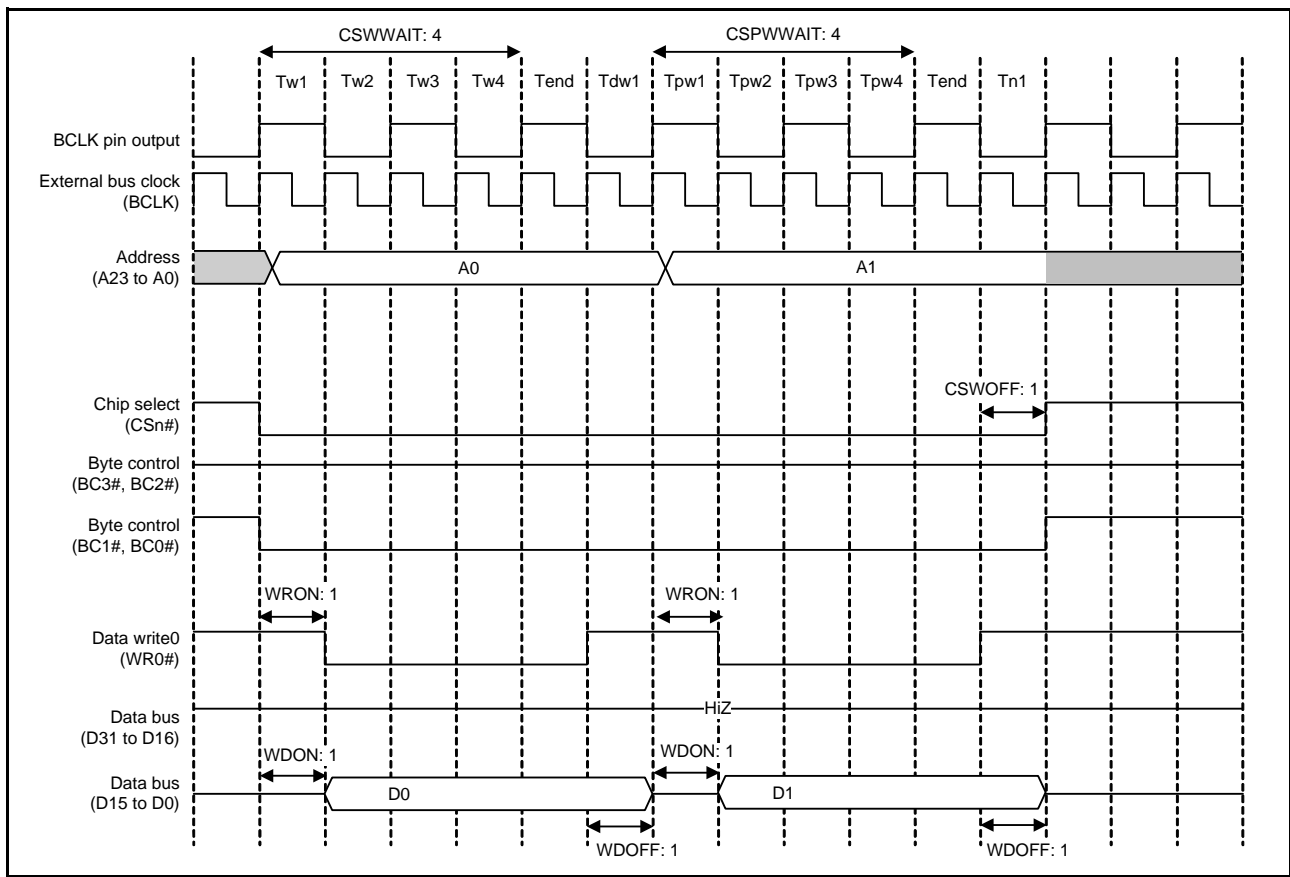 CSWWAIT: 4 CSPWWAIT: 4
Tw1 Tw2 Tw3 Tw4 Tend Tdw1 Tpw1 Tpw2 Tpw3 Tpw4 Tend Tn1
BCLK pin output
External bus clock
(BCLK)
Address
(A23 to A0)
A0 A1
CSWOFF: 1
Chip select
(CSn#)
Byte control
(BC3#, BC2#)
Byte control
(BC1#, BC0#)
WRON: 1 WRON: 1
Data write0
(WR0#)
HiZ
Data bus
(D31 to D16)
WDON: 1 WDON: 1
Data bus
(D15 to D0)
D0 D1
WDOFF: 1 WDOFF: 1